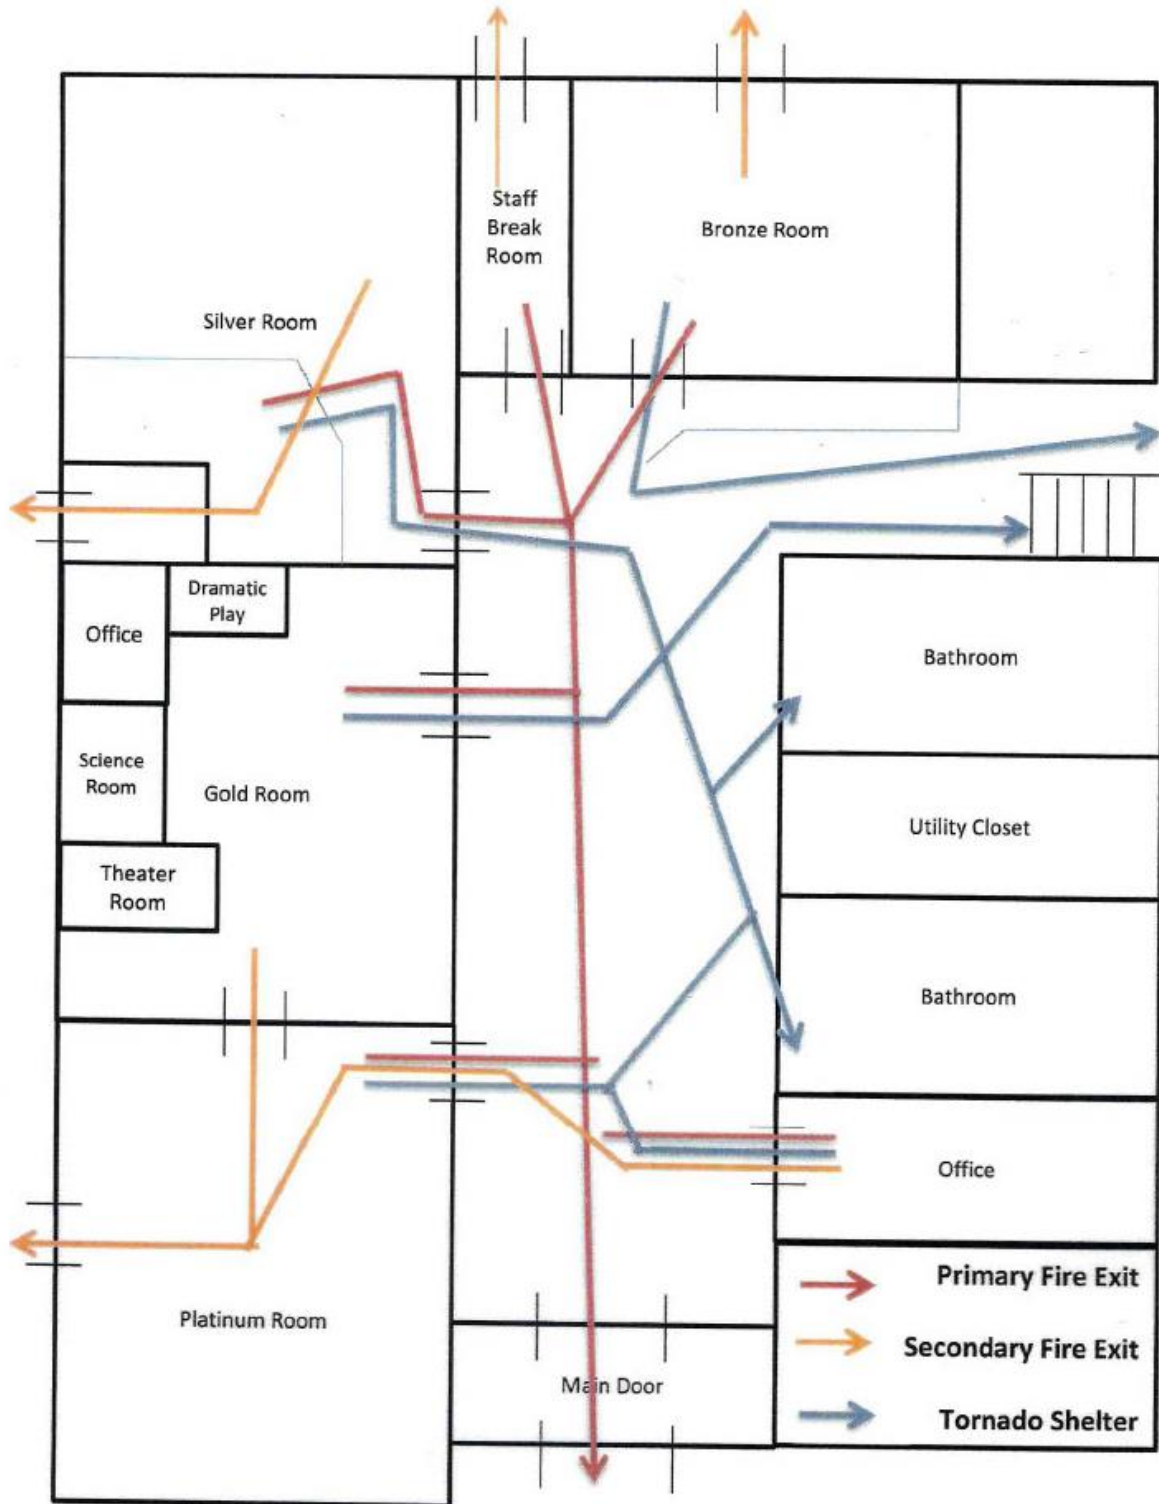 Staff
Break
Room
Bronze Room
Silver Room
Dramatic
Play
Office
Bathroom
Science
Room
Gold Room
Utility Closet
Theater
Room
Bathroom
Office
Primary Fire Exit
Platinum Room
Secondary Fire Exit
Main Door
Tornado Shelter